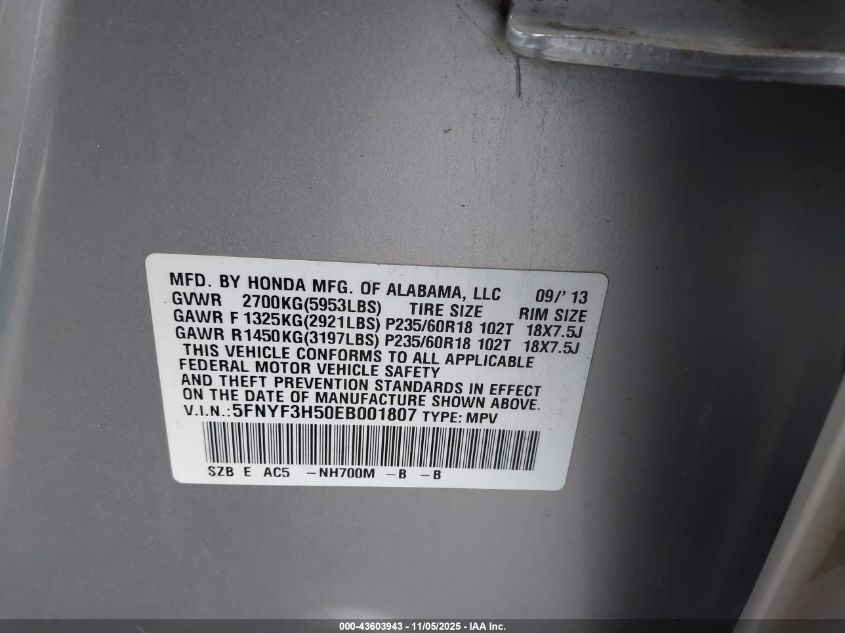 MFD. BY HONDA MFG. OF ALABAMA, LLC 09/'13
GVWR 2700KG(5953LBS) TIRE SIZE RIM SIZE
GAWR F 1325KG(2921LBS) P235/60R18 102T 18X7.5J
GAWR R 1450KG(3197LBS) P235/60R18 102T 18X7.5J
THIS VEHICLE CONFORMS TO ALL APPLICABLE
FEDERAL MOTOR VEHICLE SAFETY
AND THEFT PREVENTION STANDARDS IN EFFECT
ON THE DATE OF MANUFACTURE SHOWN ABOVE.
V.I.N.:5FNYF3H50EB001807 TYPE: MPV
SZB E AC5 -NH700M -B -B
000-43603943 - 11/05/2025 - IAA Inc.